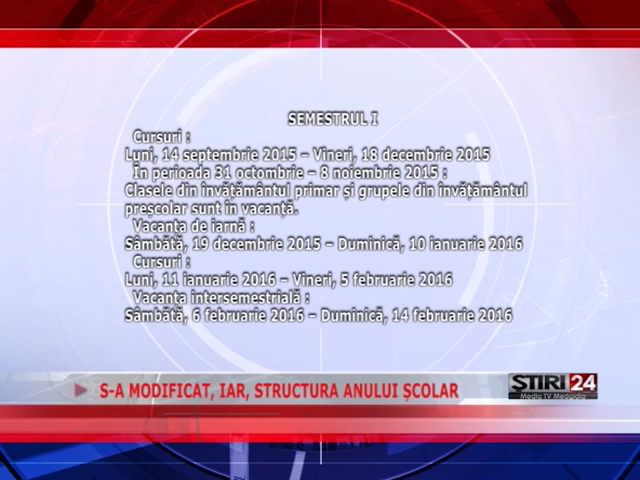 SEMESTRUL I
Cursuri :
Luni, 14 septembrie 2015 – Vineri, 18 decembrie 2015
În perioada 31 octombrie – 8 noiembrie 2015 :
Clasele din învățământul primar și grupele din învățământul
preșcolar sunt în vacanță.
Vacanța de iarnă :
Sâmbătă, 19 decembrie 2015 – Duminică, 10 ianuarie 2016
Cursuri :
Luni, 11 ianuarie 2016 – Vineri, 5 februarie 2016
Vacanța intersemestrială :
Sâmbătă, 6 februarie 2016 – Duminică, 14 februarie 2016
S-A MODIFICAT, IAR, STRUCTURA ANULUI ȘCOLAR
ȘTIRI 24
Media TV Medgidia